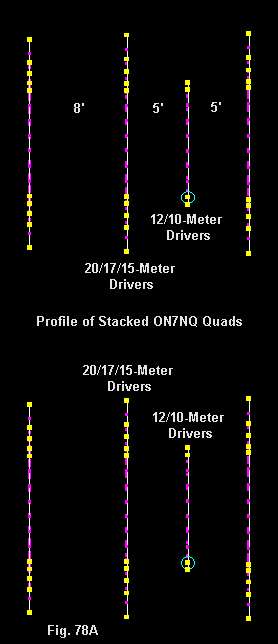 8' 5' 5'
12/10-Meter
Drivers
20/17/15-Meter
Drivers
Profile of Stacked ON7NQ Quads
20/17/15-Meter
Drivers
12/10-Meter
Drivers
Fig. 78A